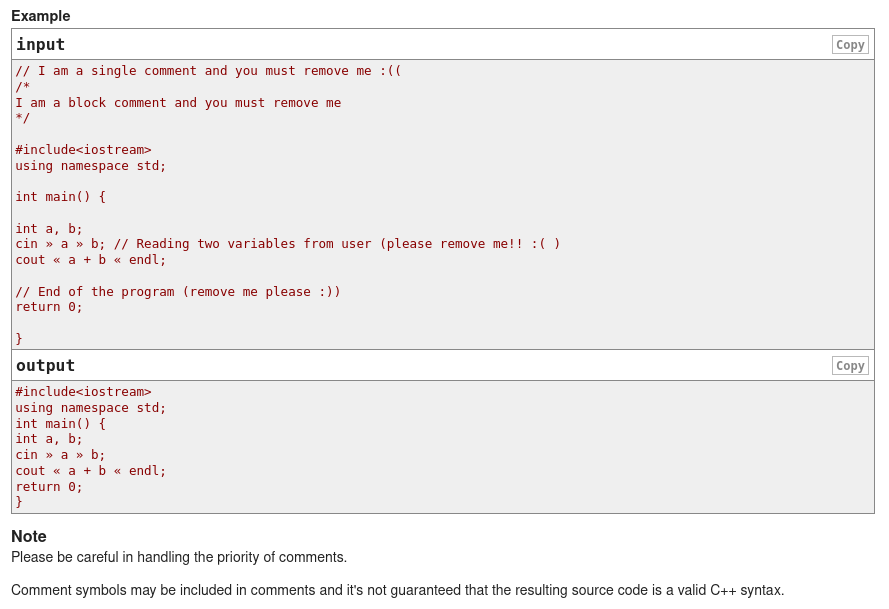 Example
input
Copy
// I am a single comment and you must remove me :((
/*
I am a block comment and you must remove me
*/
#include<iostream>
using namespace std;
int main() {
int a, b;
cin » a » b; // Reading two variables from user (please remove me!! :( )
cout « a + b « endl;
// End of the program (remove me please :))
return 0;
}
output
Copy
#include<iostream>
using namespace std;
int main() {
int a, b;
cin » a » b;
cout « a + b « endl;
return 0;
}
Note
Please be careful in handling the priority of comments.
Comment symbols may be included in comments and it's not guaranteed that the resulting source code is a valid C++ syntax.